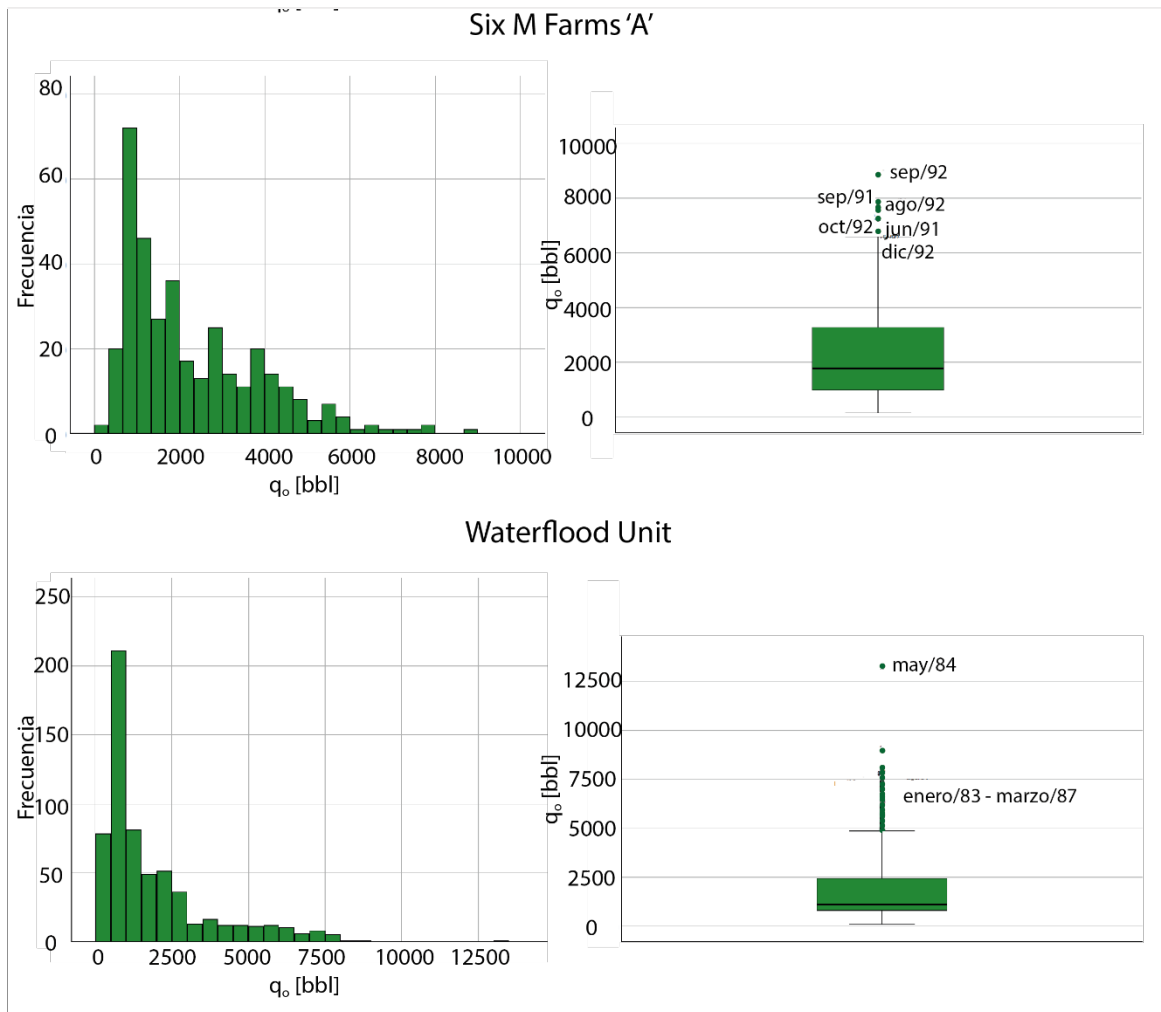 Six M Farms ‘A’
80
60
40
20
0
Frecuencia
0 2000 4000 6000 8000 10000
qₒ [bbl]
10000
8000
6000
4000
2000
0
qₒ [bbl]
sep/92
sep/91
ago/92
oct/92
jun/91
dic/92
Waterflood Unit
250
200
150
100
50
0
Frecuencia
0 2500 5000 7500 10000 12500
qₒ [bbl]
12500
10000
7500
5000
2500
0
qₒ [bbl]
may/84
enero/83 - marzo/87